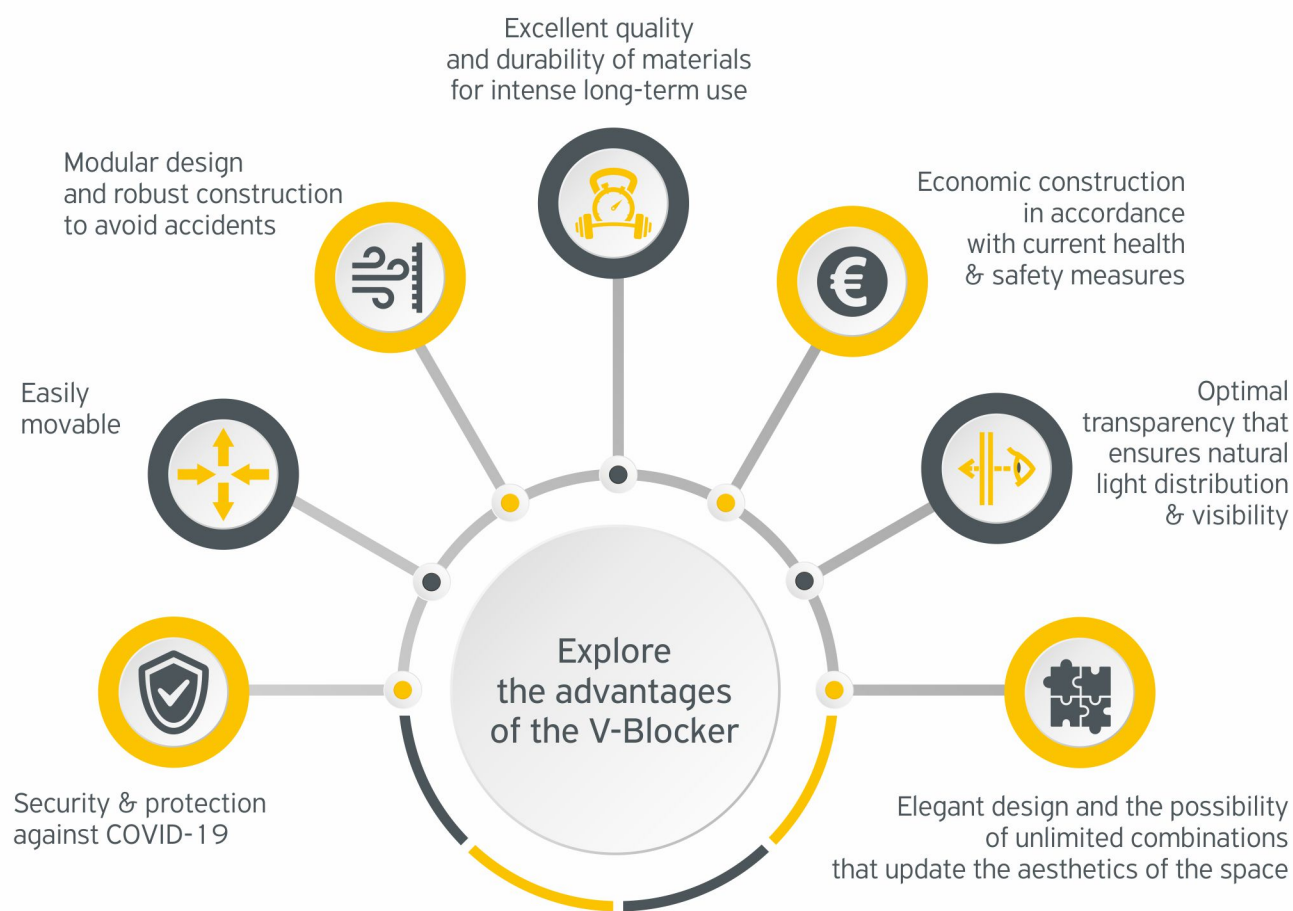 Excellent quality
and durability of materials
for intense long-term use
Modular design
and robust construction
to avoid accidents
Economic construction
in accordance
with current health
& safety measures
Easily
movable
Optimal
transparency that
ensures natural
light distribution
& visibility
Explore
the advantages
of the V-Blocker
Security & protection
against COVID-19
Elegant design and the possibility
of unlimited combinations
that update the aesthetics of the space